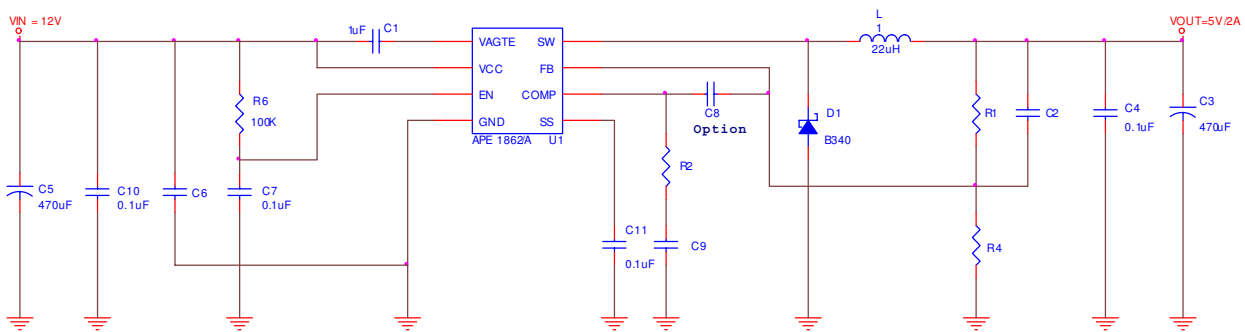 VIN = 12V
VOUT=5V/2A
1uF
C1
VAGTE
SW
VCC
FB
EN
COMP
GND
SS
APE 1862/A
U1
L
1
22uH
R6
100K
C8
Option
D1
B340
R1
C2
C4
0.1uF
C3
470uF
R2
C5
470uF
C10
0.1uF
C6
C7
0.1uF
C11
0.1uF
C9
R4